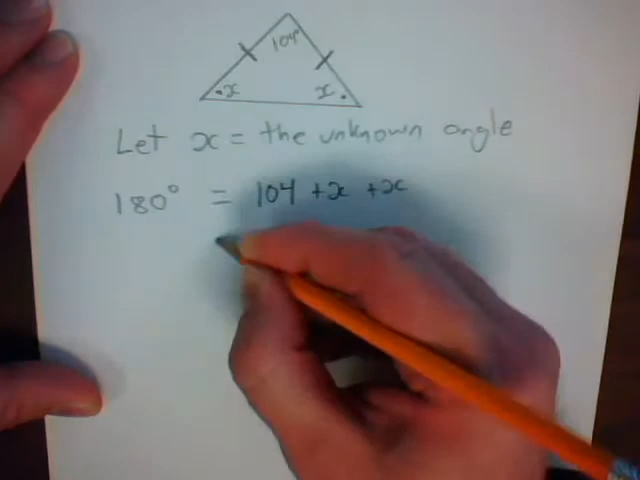 104°
x x
Let x = the unknown angle
180° = 104 + x + x